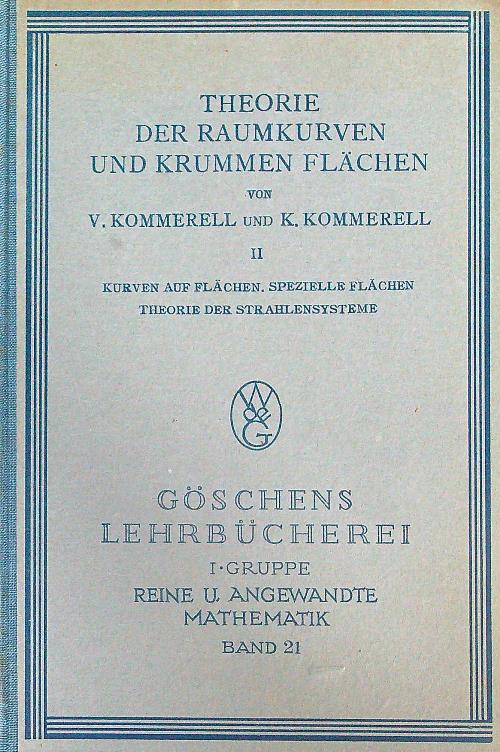 THEORIE
DER RAUMKURVEN
UND KRUMMEN FLÄCHEN
VON
V. KOMMERELL UND K. KOMMERELL
II
KURVEN AUF FLÄCHEN. SPEZIELLE FLÄCHEN
THEORIE DER STRAHLENSYSTEME
W
de
G
GÖSCHENS
LEHRBÜCHEREI
I·GRUPPE
REINE U. ANGEWANDTE
MATHEMATIK
BAND 21